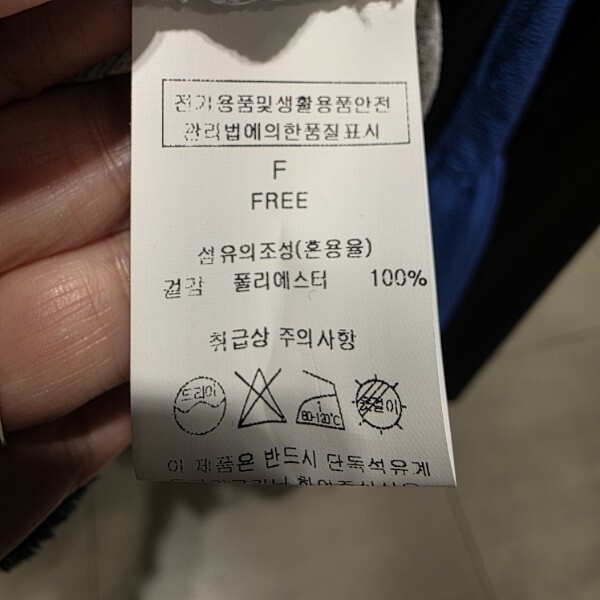 전기용품및생활용품안전
관리법에의한품질표시
F
FREE
섬유의조성(혼용율)
겉감 폴리에스터 100%
취급상 주의사항
드라이
80-120℃
옷걸이
이 제품은 반드시 단독석유계